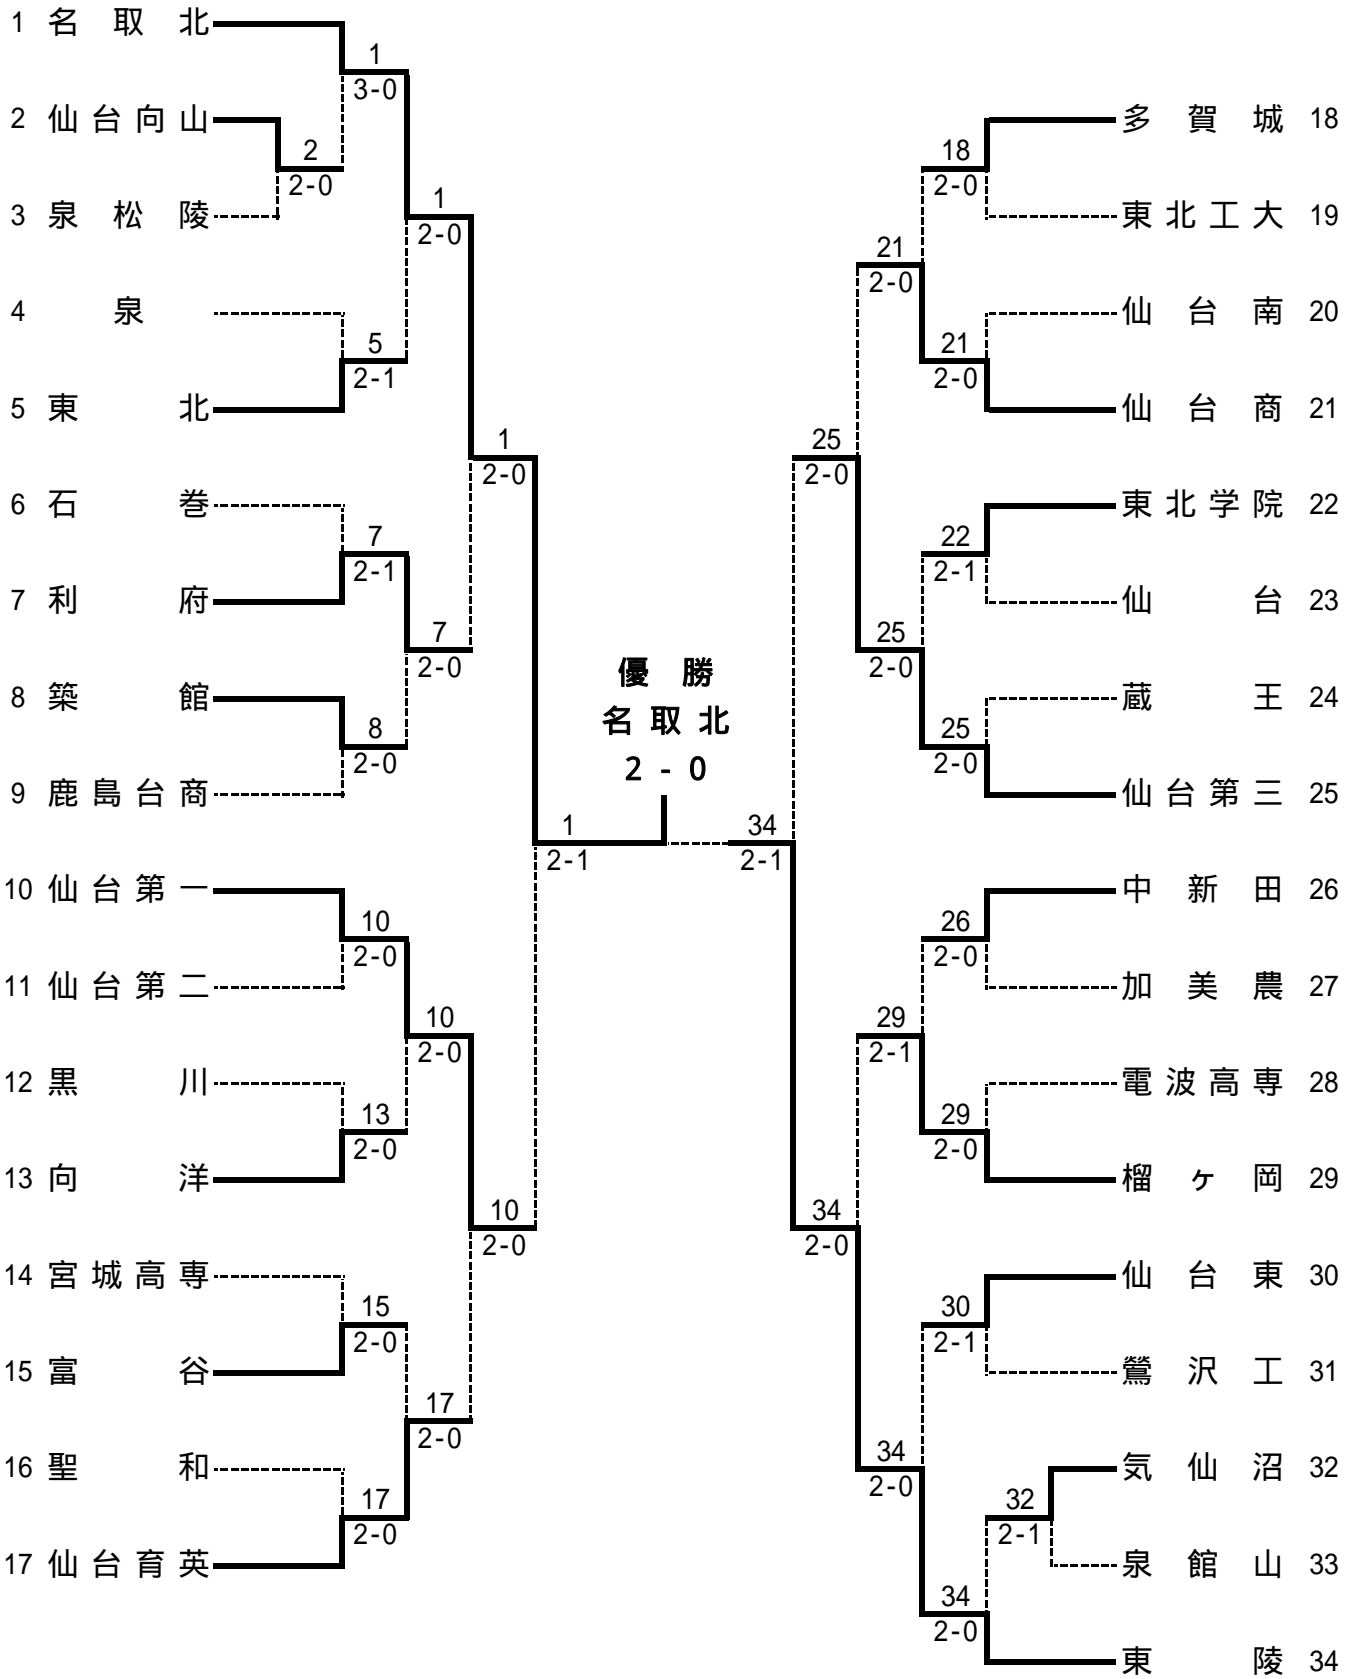 1 名取北
1
3-0
2 仙台向山
2
2-0
3 泉松陵
1
2-0
4 泉
5
2-1
5 東北
1
2-0
6 石巻
7
2-1
7 利府
7
2-0
8 築館
8
2-0
9 鹿島台商
1
2-1
10 仙台第一
10
2-0
11 仙台第二
10
2-0
12 黒川
13
2-0
13 向洋
10
2-0
14 宮城高専
15
2-0
15 富谷
17
2-0
16 聖和
17
2-0
17 仙台育英
優勝
名取北
2-0
多賀城 18
18
2-0
東北工大 19
21
2-0
仙台南 20
21
2-0
仙台商 21
25
2-0
東北学院 22
22
2-1
仙台 23
25
2-0
蔵王 24
25
2-0
仙台第三 25
34
2-1
中新田 26
26
2-0
加美農 27
29
2-1
電波高専 28
29
2-0
榴ヶ岡 29
34
2-0
仙台東 30
30
2-1
鶯沢工 31
34
2-0
気仙沼 32
32
2-1
泉館山 33
34
2-0
東陵 34